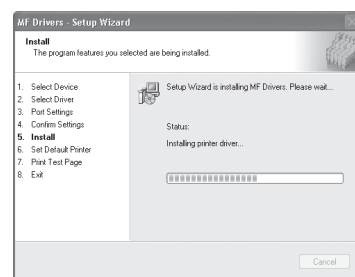 MF Drivers - Setup Wizard
Install
The program features you selected are being installed.
1. Select Device
2. Select Driver
3. Port Settings
4. Confirm Settings
5. Install
6. Set Default Printer
7. Print Test Page
8. Exit
Setup Wizard is installing MF Drivers. Please wait...
Status:
Installing printer driver...
Cancel